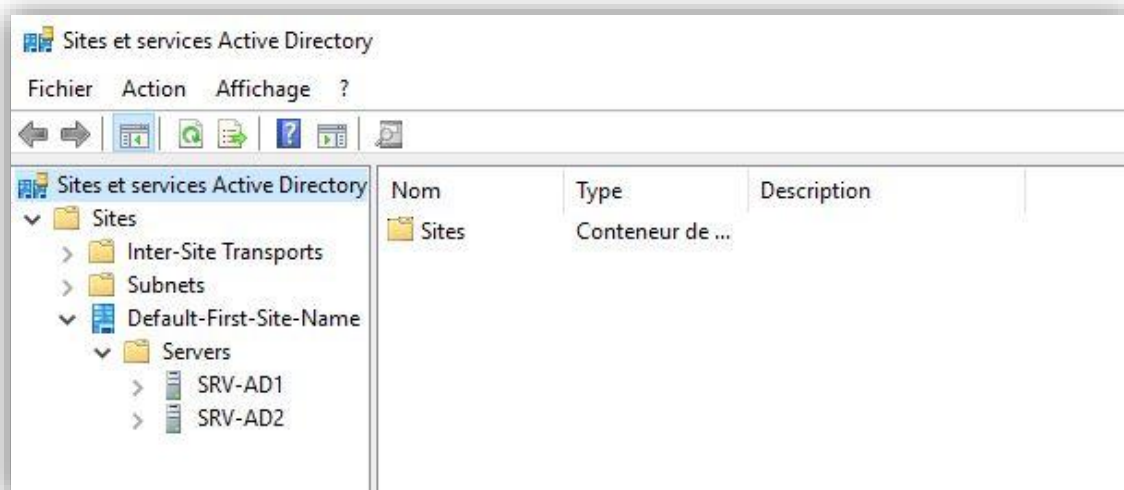 Sites et services Active Directory
Fichier Action Affichage ?
Sites et services Active Directory
Sites
Inter-Site Transports
Subnets
Default-First-Site-Name
Servers
SRV-AD1
SRV-AD2
Nom Type Description
Sites Conteneur de ...